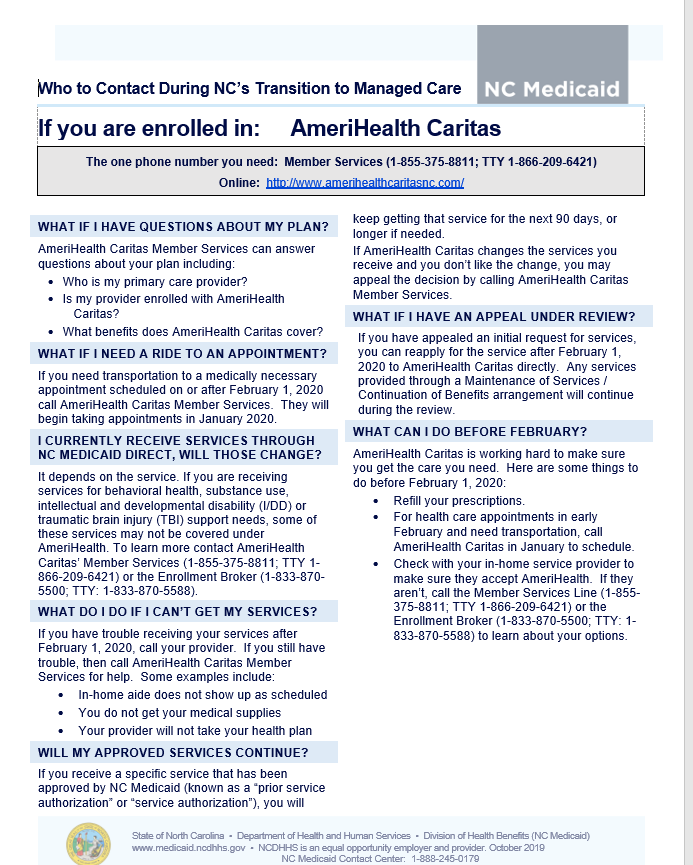 Who to Contact During NC's Transition to Managed Care
NC Medicaid
If you are enrolled in: AmeriHealth Caritas
The one phone number you need: Member Services (1-855-375-8811; TTY 1-866-209-6421)
Online: http://www.amerihealthcaritasnc.com/
WHAT IF I HAVE QUESTIONS ABOUT MY PLAN?
AmeriHealth Caritas Member Services can answer
questions about your plan including:
• Who is my primary care provider?
• Is my provider enrolled with AmeriHealth
Caritas?
• What benefits does AmeriHealth Caritas cover?
WHAT IF I NEED A RIDE TO AN APPOINTMENT?
If you need transportation to a medically necessary
appointment scheduled on or after February 1, 2020
call AmeriHealth Caritas Member Services. They will
begin taking appointments in January 2020.
I CURRENTLY RECEIVE SERVICES THROUGH
NC MEDICAID DIRECT, WILL THOSE CHANGE?
It depends on the service. If you are receiving
services for behavioral health, substance use,
intellectual and developmental disability (I/DD) or
traumatic brain injury (TBI) support needs, some of
these services may not be covered under
AmeriHealth. To learn more contact AmeriHealth
Caritas' Member Services (1-855-375-8811; TTY 1-
866-209-6421) or the Enrollment Broker (1-833-870-
5500; TTY: 1-833-870-5588).
WHAT DO I DO IF I CAN'T GET MY SERVICES?
If you have trouble receiving your services after
February 1, 2020, call your provider. If you still have
trouble, then call AmeriHealth Caritas Member
Services for help. Some examples include:
• In-home aide does not show up as scheduled
• You do not get your medical supplies
• Your provider will not take your health plan
WILL MY APPROVED SERVICES CONTINUE?
If you receive a specific service that has been
approved by NC Medicaid (known as a "prior service
authorization" or "service authorization"), you will
keep getting that service for the next 90 days, or
longer if needed.
If AmeriHealth Caritas changes the services you
receive and you don't like the change, you may
appeal the decision by calling AmeriHealth Caritas
Member Services.
WHAT IF I HAVE AN APPEAL UNDER REVIEW?
If you have appealed an initial request for services,
you can reapply for the service after February 1,
2020 to AmeriHealth Caritas directly. Any services
provided through a Maintenance of Services /
Continuation of Benefits arrangement will continue
during the review.
WHAT CAN I DO BEFORE FEBRUARY?
AmeriHealth Caritas is working hard to make sure
you get the care you need. Here are some things to
do before February 1, 2020:
• Refill your prescriptions.
• For health care appointments in early
February and need transportation, call
AmeriHealth Caritas in January to schedule.
• Check with your in-home service provider to
make sure they accept AmeriHealth. If they
aren't, call the Member Services Line (1-855-
375-8811; TTY 1-866-209-6421) or the
Enrollment Broker (1-833-870-5500; TTY: 1-
833-870-5588) to learn about your options.
State of North Carolina • Department of Health and Human Services • Division of Health Benefits (NC Medicaid)
www.medicaid.ncdhhs.gov • NCDHHS is an equal opportunity employer and provider. October 2019
NC Medicaid Contact Center: 1-888-245-0179